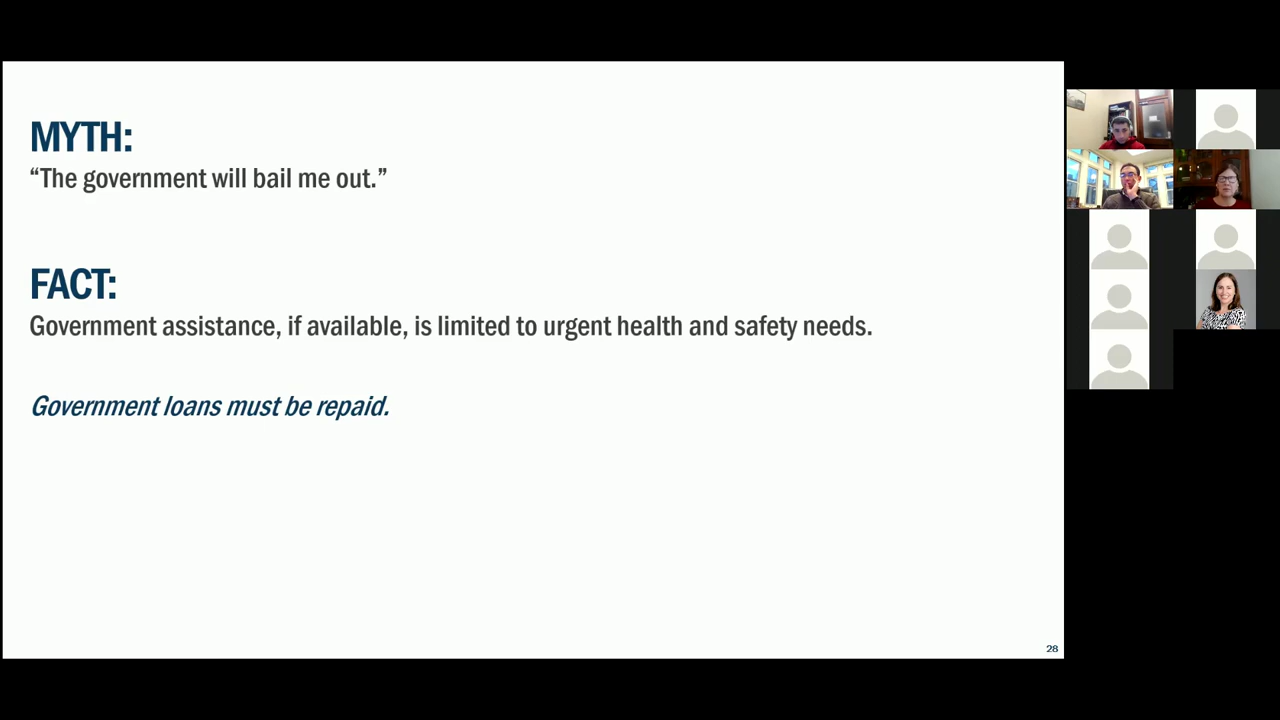 MYTH:
“The government will bail me out.”
FACT:
Government assistance, if available, is limited to urgent health and safety needs.
Government loans must be repaid.
28